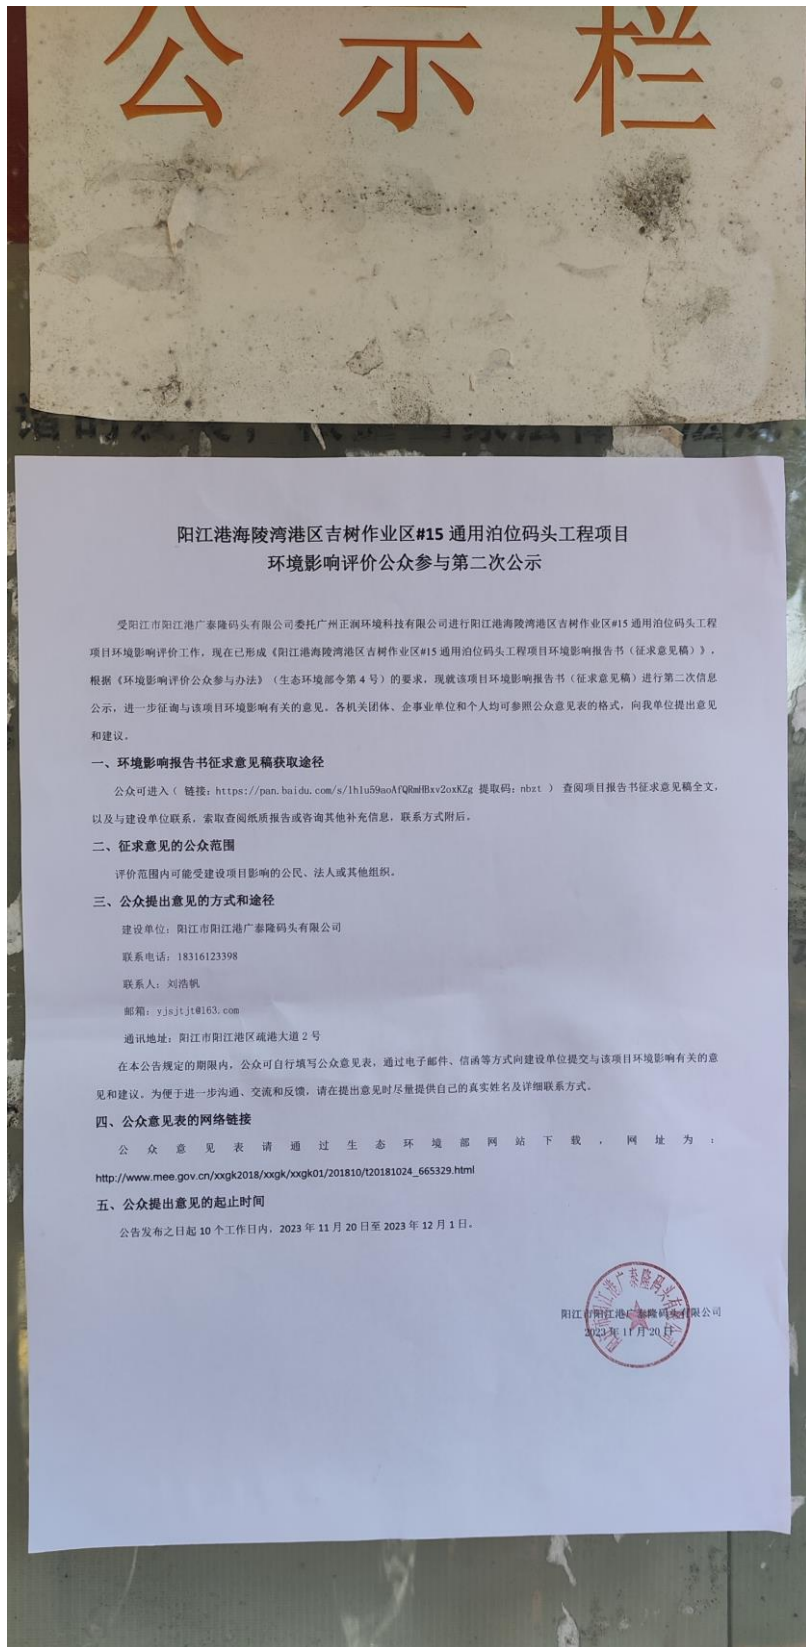 公示栏
阳江港海陵湾港区吉树作业区#15 通用泊位码头工程项目
环境影响评价公众参与第二次公示
受阳江市阳江港广泰隆码头有限公司委托广州正润环境科技有限公司进行阳江港海陵湾港区吉树作业区#15 通用泊位码头工程
项目环境影响评价工作，现在已形成《阳江港海陵湾港区吉树作业区#15 通用泊位码头工程项目环境影响报告书（征求意见稿）》，
根据《环境影响评价公众参与办法》（生态环境部令第 4 号）的要求，现就该项目环境影响报告书（征求意见稿）进行第二次信息
公示，进一步征询与该项目环境影响有关的意见。各机关团体、企事业单位和个人均可参照公众意见表的格式，向我单位提出意见
和建议。
一、环境影响报告书征求意见稿获取途径
公众可进入（ 链接：https://pan.baidu.com/s/1hlu59aoAfQRmHBxv2oxKZg 提取码：nbzt ） 查阅项目报告书征求意见稿全文，
以及与建设单位联系，索取查阅纸质报告或咨询其他补充信息，联系方式附后。
二、征求意见的公众范围
评价范围内可能受建设项目影响的公民、法人或其他组织。
三、公众提出意见的方式和途径
建设单位：阳江市阳江港广泰隆码头有限公司
联系电话：18316123398
联系人：刘浩帆
邮箱：yjsjtjt@163.com
通讯地址：阳江市阳江港区疏港大道 2 号
在本公告规定的期限内，公众可自行填写公众意见表，通过电子邮件、信函等方式向建设单位提交与该项目环境影响有关的意
见和建议。为便于进一步沟通、交流和反馈，请在提出意见时尽量提供自己的真实姓名及详细联系方式。
四、公众意见表的网络链接
公众意见表请通过生态环境部网站下载，网址为：
http://www.mee.gov.cn/xxgk2018/xxgk/xxgk01/201810/t20181024_665329.html
五、公众提出意见的起止时间
公告发布之日起 10 个工作日内，2023 年 11 月 20 日至 2023 年 12 月 1 日。
阳江市阳江港广泰隆码头有限公司
2023 年 11 月 20 日
阳江市阳江港广泰隆码头有限公司